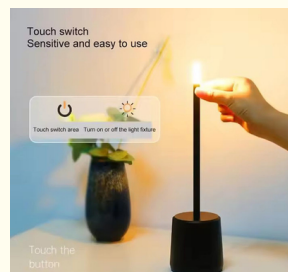 Touch switch
Sensitive and easy to use
Touch switch area Turn on or off the light fixture
Touch the
button